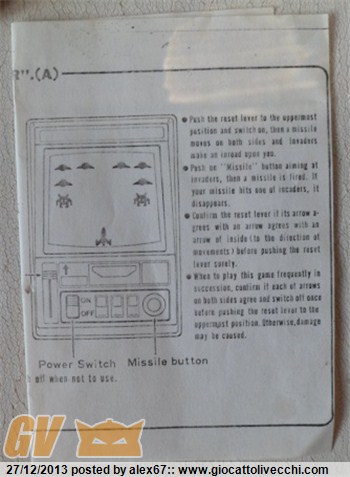 ?".(A)
● Push the reset lever to the uppermost
position and switch on, then a missile
moves on both sides and invaders
make an inroad upon you.
● Push on "Missile" button aiming at
invaders, then a missile is fired. If
your missile hits one of incaders, it
disappears.
● Confirm the reset lever if its arrow a-
grees with an arrow agrees with an
arrow of inside (to the direction of
movements.) before pushing the reset
lever surely.
● When to play this game frequently in
succession, confirm if each of arrows
on both sides agree and switch off once
before pushing the reset lever to the
uppermost position. Otherwise, damage
may be caused.
ON
OFF
Power Switch Missile button
off when not to use.
GV
27/12/2013 posted by alex67:: www.giocattolivecchi.com